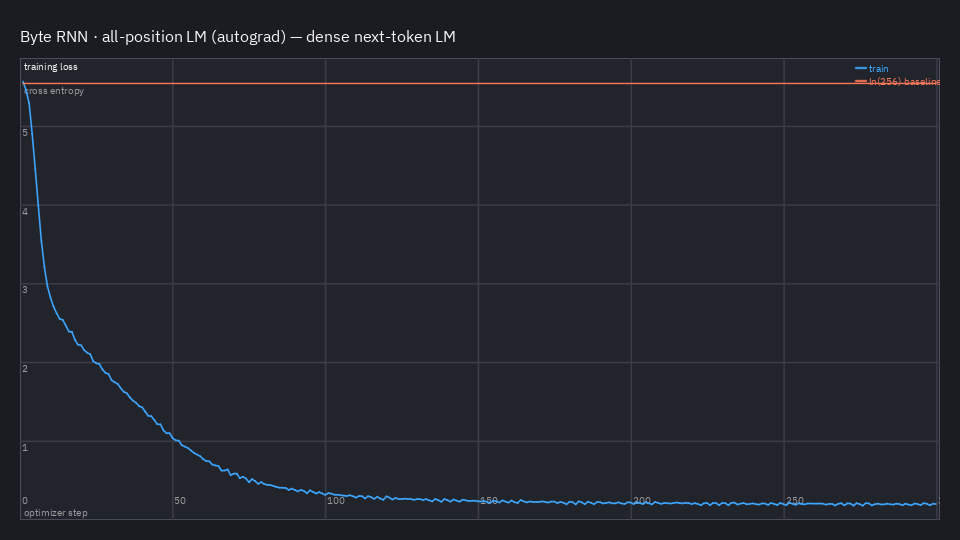 Byte RNN · all-position LM (autograd) — dense next-token LM
training loss
train
ln(256) baseline
cross entropy
5
4
3
2
1
0 50 100 150 200 250
optimizer step